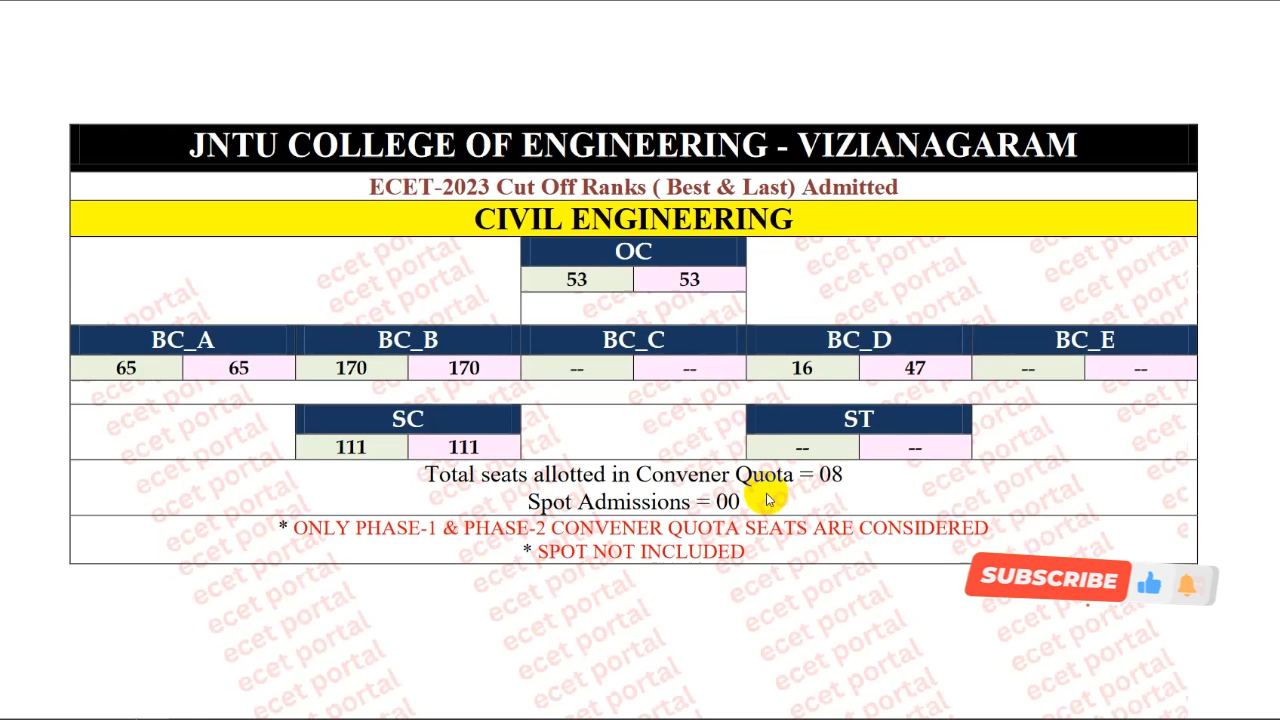 JNTU COLLEGE OF ENGINEERING - VIZIANAGARAM
ECET-2023 Cut Off Ranks ( Best & Last) Admitted
CIVIL ENGINEERING
OC
53 53
BC_A BC_B BC_C BC_D BC_E
65 65 170 170 -- -- 16 47 -- --
SC ST
111 111 -- --
Total seats allotted in Convener Quota = 08
Spot Admissions = 00
* ONLY PHASE-1 & PHASE-2 CONVENER QUOTA SEATS ARE CONSIDERED
* SPOT NOT INCLUDED
SUBSCRIBE
ecet portal